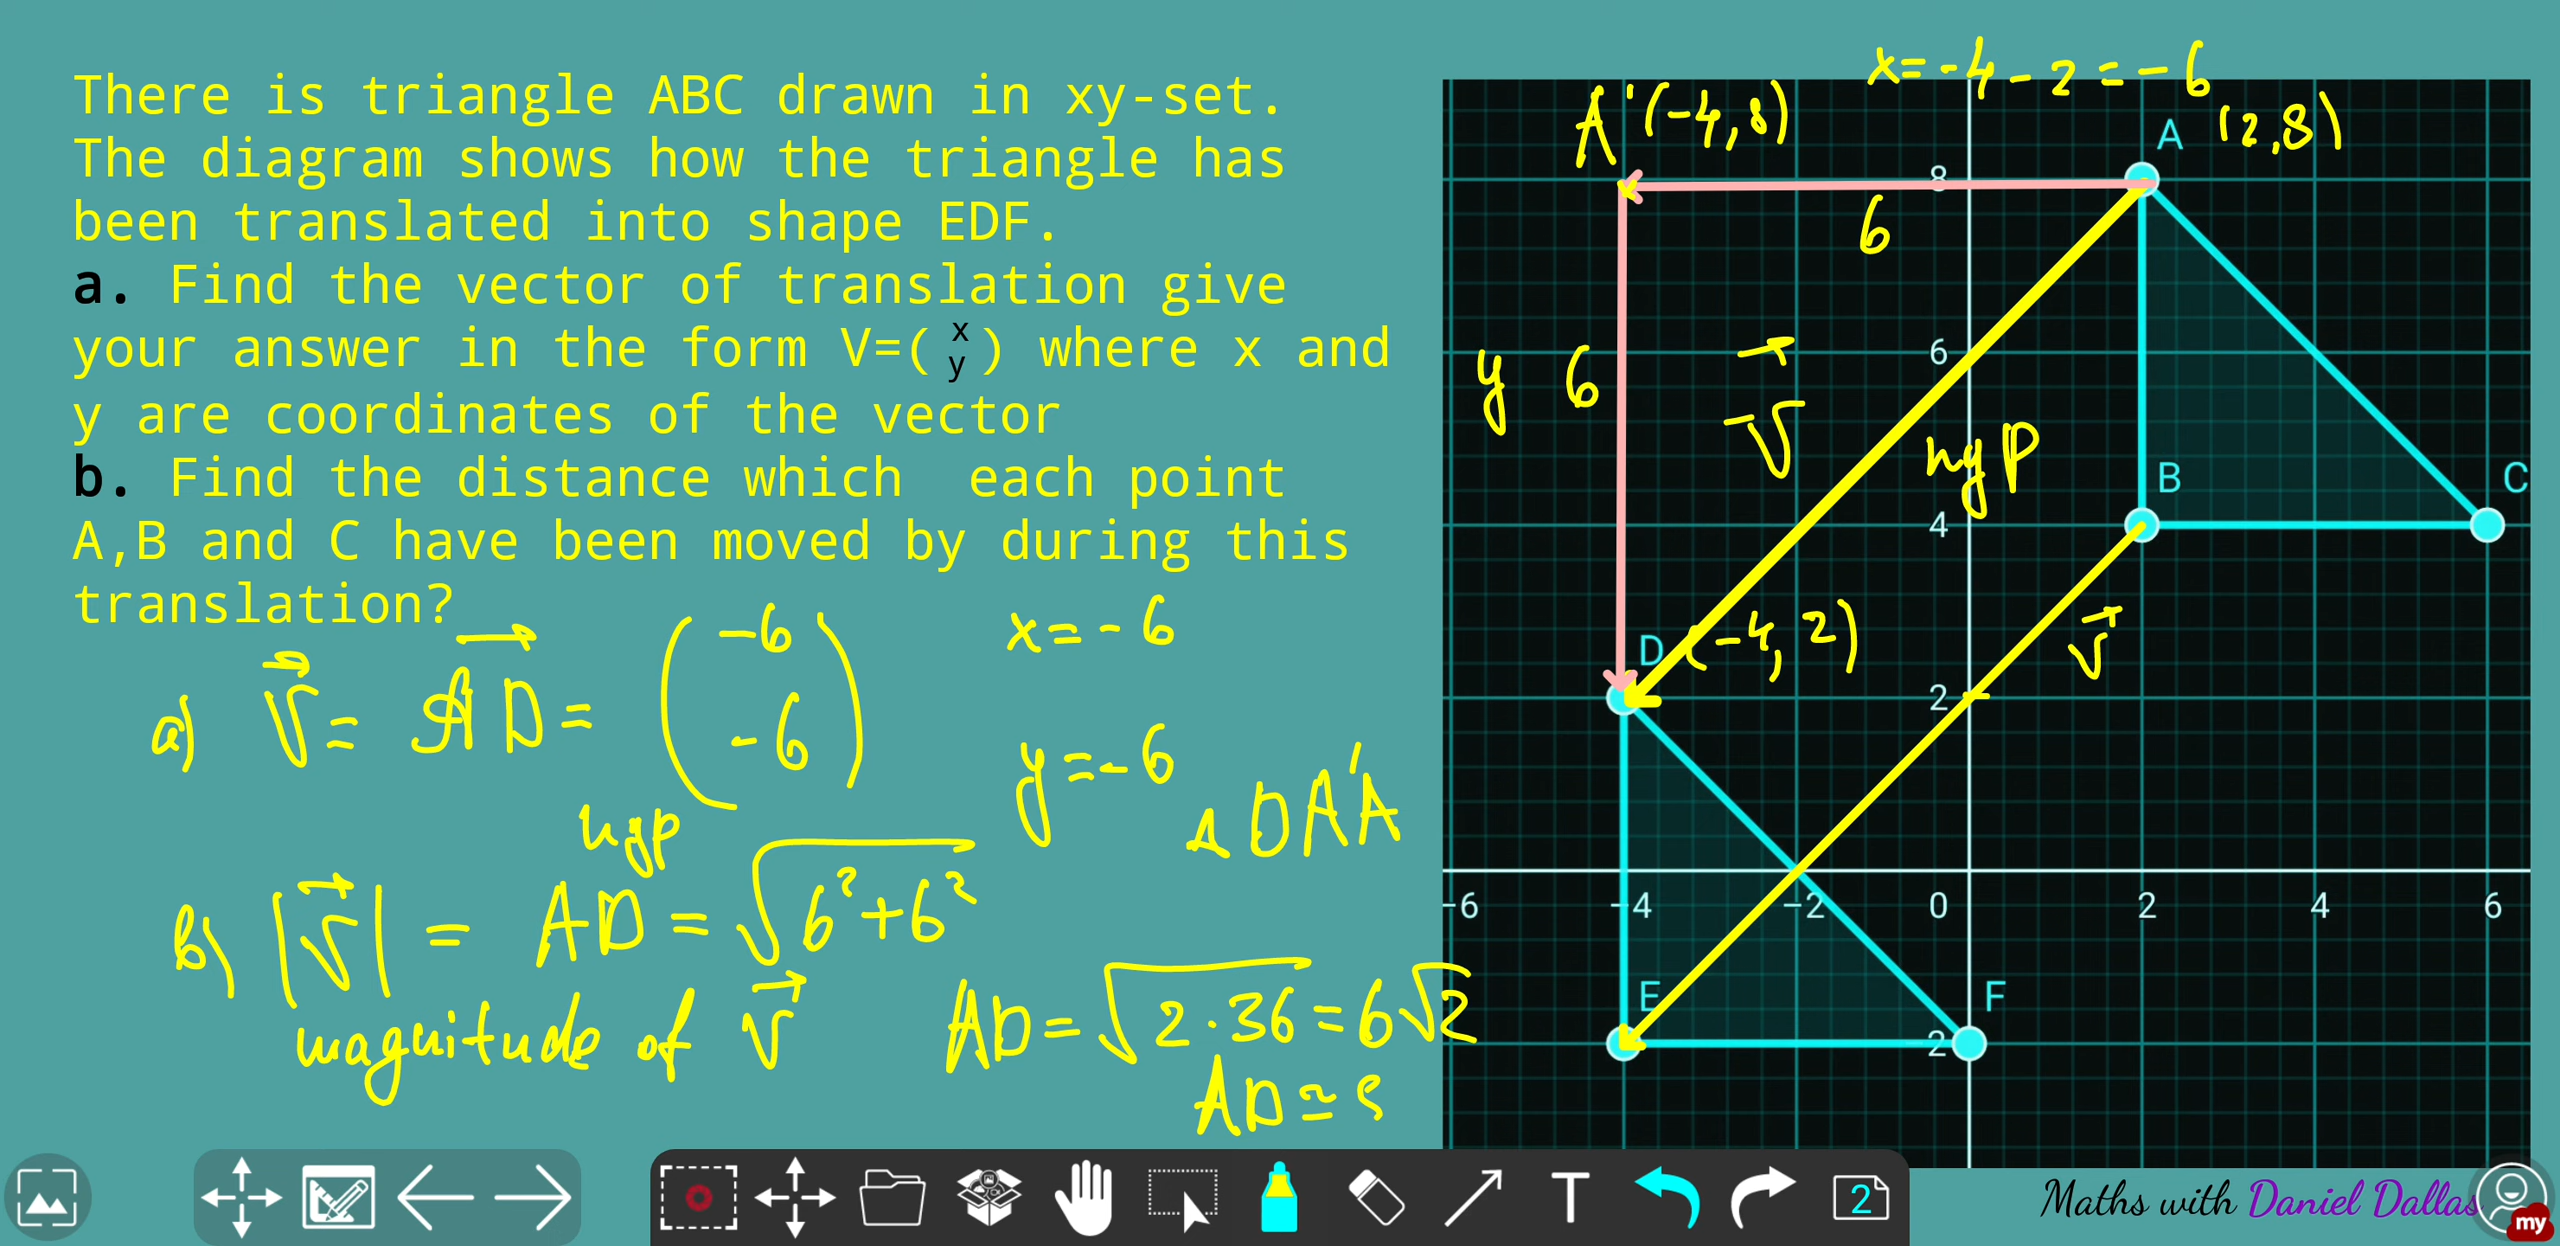 There is triangle ABC drawn in xy-set.
The diagram shows how the triangle has
been translated into shape EDF.
a. Find the vector of translation give
your answer in the form V=( x y ) where x and
y are coordinates of the vector
b. Find the distance which each point
A,B and C have been moved by during this
translation?
a) V = AD = ( -6 -6 )
x = - 6
y = - 6
△ DA'A
hyp
b) |V| = AD = √6²+6²
magnitude of V
AD = √2·36 = 6√2
AD ≃ 8
x = -4 - 2 = -6
A'(-4,8)
A (2,8)
8
6
y 6
V
6
hyp
B
C
4
D (-4, 2)
V
2
-6 -4 -2 0 2 4 6
E
F
-2
T
2
Maths with Daniel Dallas
my